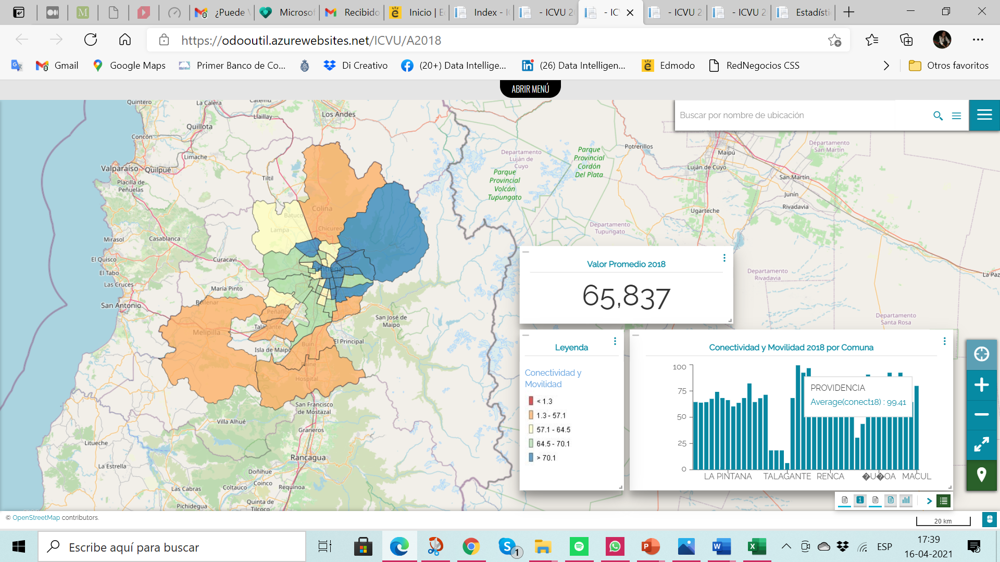 ¿Puede
Microsof
Recibido
Inicio | E
Index - I
- ICVU 2
- IC
- ICVU 2
- ICVU 2
Estadísti
https://odooutil.azurewebsites.net/ICVU/A2018
Gmail
Google Maps
Primer Banco de Co...
Di Creativo
(20+) Data Intellige...
(26) Data Intelligen...
Edmodo
RedNegocios CSS
Otros favoritos
ABRIR MENÚ
Buscar por nombre de ubicación
Quintero
La Calera
Catemu
Llaillay
Los Andes
Quillota
Concón
Limache
Valparaíso
Quilpué
Placilla de
Peñuelas
Tiltil
Colina
Batuco
Lampa
Chicureo
Mirasol
Casablanca
El Quisco
Curacaví
El Tabo
Santiago
Las Cruces
María Pinto
San Antonio
Bollenar
Peñaflor
San José de
Maipo
Melipilla
Talagante
Isla de Maipo
Buin
El Principal
Paine
Hospital
San Francisco
de Mostazal
Villa Alhué
Graneros
Litueche
Rancagua
La Estrella
Doñihue
Coinco
Las Cabras
Coltauco
Requinoa
Pichidegua
Quinta de
Tilcoco
Departamento
Luján de
Cuyo
Parque
Provincial
Cordón
Del Plata
Parque
Provincial
Volcán
Tupungato
Potrerillos
Maipú
Luján de Cuyo
Departamento
San Martín
San Martín
Junín
Rivadavia
Ugarteche
Departamento
Tupungato
Departamento
Rivadavia
La Paz
Departamento
Santa Rosa
Valor Promedio 2018
65,837
Leyenda
Conectividad y
Movilidad
< 1.3
1.3 - 57.1
57.1 - 64.5
64.5 - 70.1
> 70.1
Conectividad y Movilidad 2018 por Comuna
100
75
50
25
0
PROVIDENCIA
Average(conect18) : 99.41
LA PINTANA
TALAGANTE
RENCA
�U�OA
MACUL
1
© OpenStreetMap contributors.
20 km
Escribe aquí para buscar
1
ESP
17:39
16-04-2021